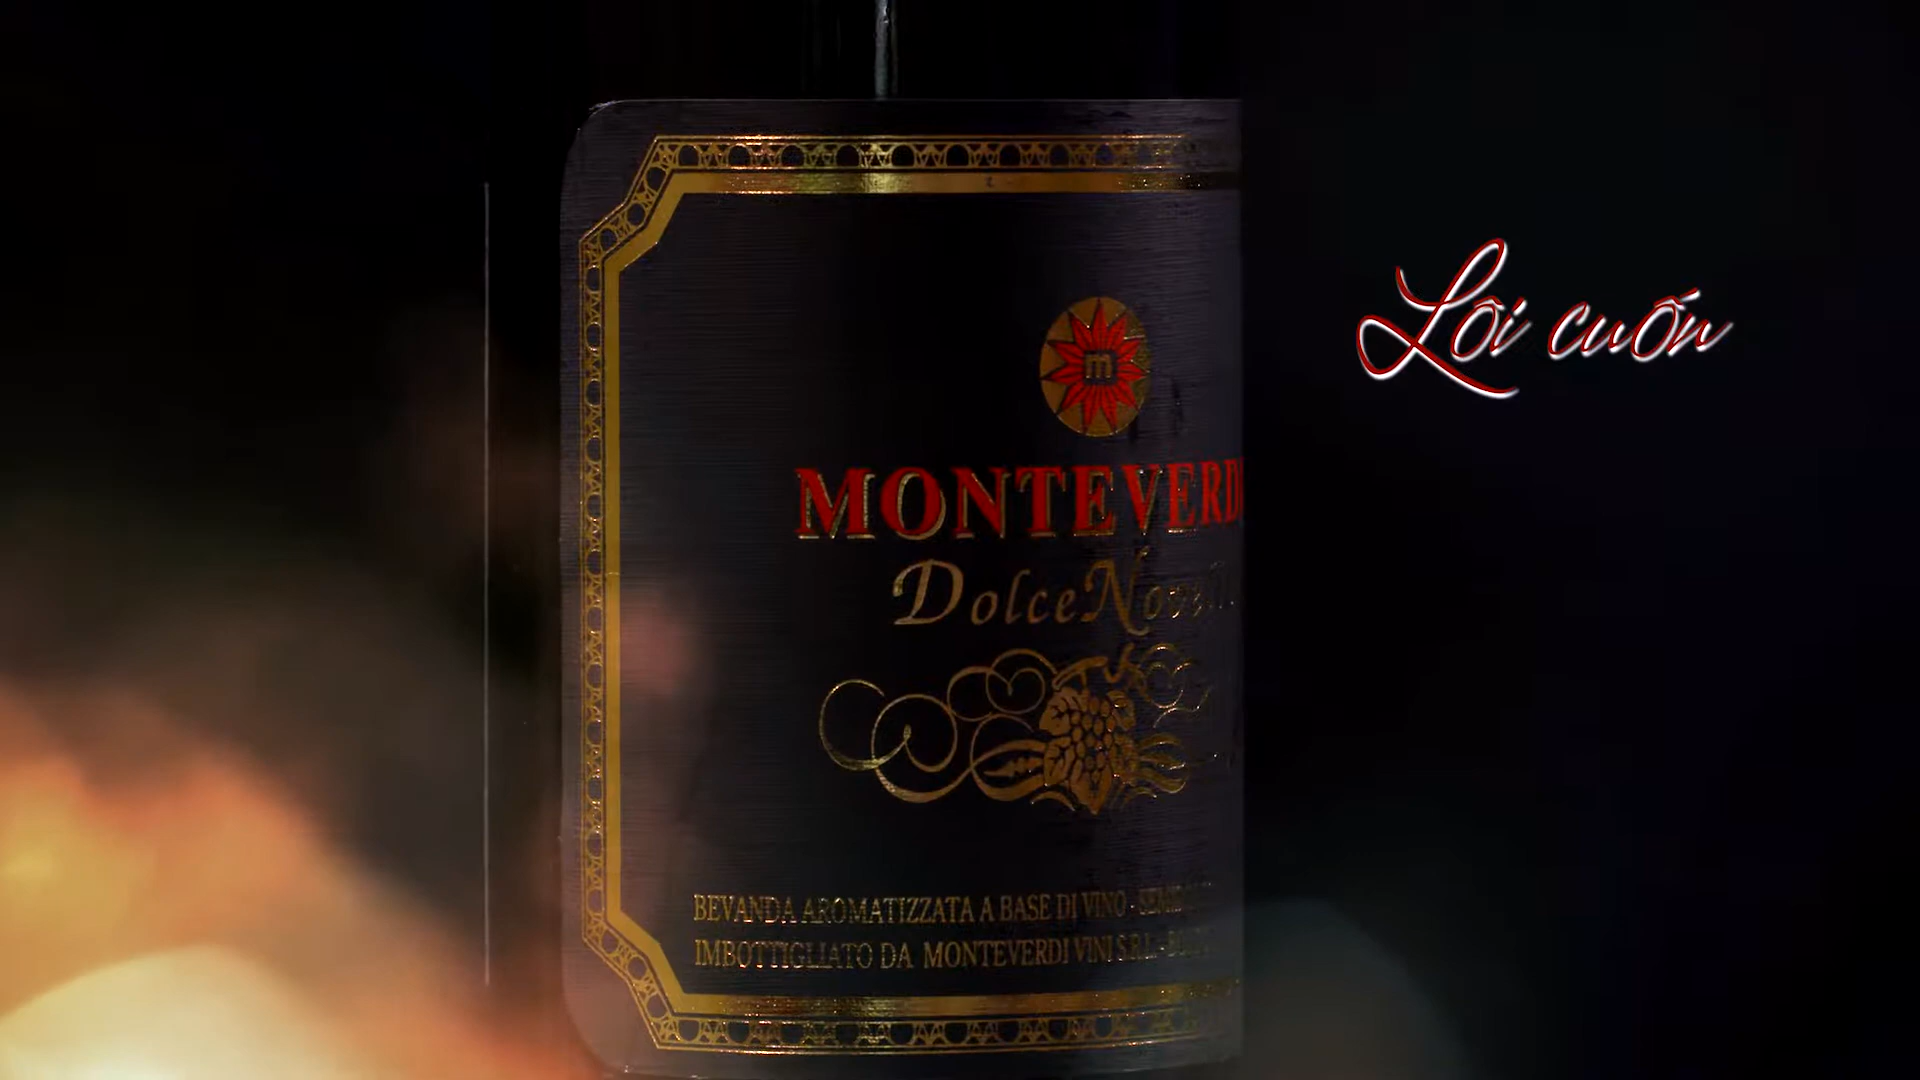 Lôi cuốn
m
MONTEVERDI
Dolce
BEVANDA AROMATIZZATA A BASE DI VINO -
IMBOTTIGLIATO DA MONTEVERDI VINI S.R.L. -